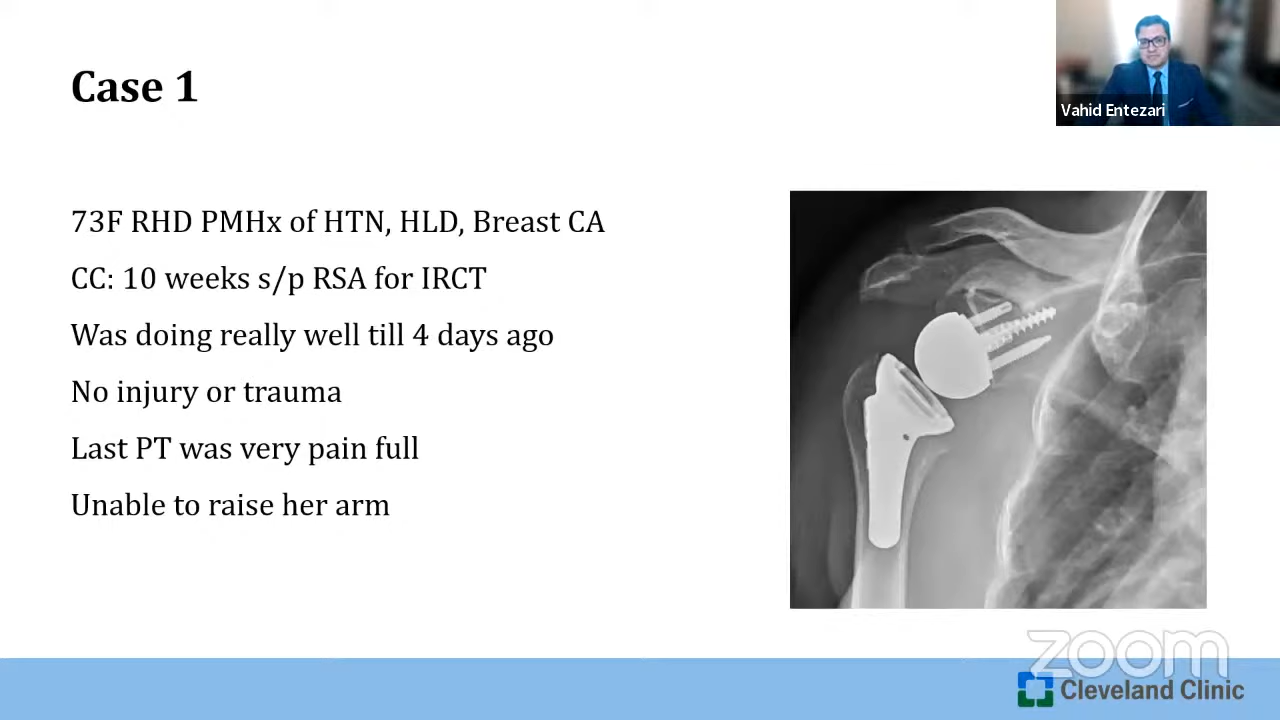 Case 1
Vahid Entezari
73F RHD PMHx of HTN, HLD, Breast CA
CC: 10 weeks s/p RSA for IRCT
Was doing really well till 4 days ago
No injury or trauma
Last PT was very pain full
Unable to raise her arm
zoom
Cleveland Clinic